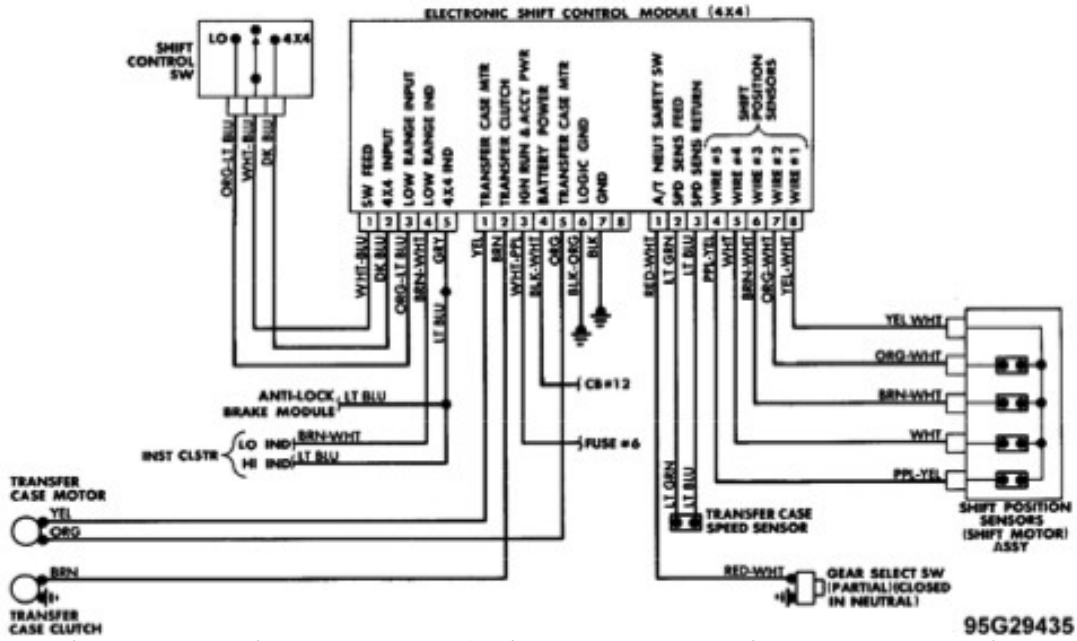 ELECTRONIC SHIFT CONTROL MODULE (4X4)
LO
4X4
SHIFT
CONTROL
SW
ORG-LT BLU
WHT-BLU
DK BLU
SW FEED
4X4 INPUT
LOW RANGE INPUT
LOW RANGE IND
4X4 IND
TRANSFER CASE MTR
TRANSFER CLUTCH
IGN RUN & ACCY PWR
BATTERY POWER
TRANSFER CASE MTR
LOGIC GND
GND
A/T NEUT SAFETY SW
SPD SENS FEED
SPD SENS RETURN
SHIFT
POSITION
SENSORS
WIRE #5
WIRE #4
WIRE #3
WIRE #2
WIRE #1
1 2 3 4 5
1 2 3 4 5 6 7 8
1 2 3 4 5 6 7 8
WHT-BLU
DK BLU
ORG-LT BLU
BRN-WHT
GRY
LT BLU
YEL
BRN
WHT-PPL
BLK-WHT
ORG
BLK-ORG
BLK
RED-WHT
LT GRN
LT BLU
PPL-YEL
WHT
BRN-WHT
ORG-WHT
YEL-WHT
YEL WHT
ORG-WHT
BRN-WHT
WHT
PPL-YEL
CB#12
FUSE #6
ANTI-LOCK
BRAKE MODULE
LT BLU
INST CLSTR
LO IND
BRN-WHT
HI IND
LT BLU
TRANSFER
CASE MOTOR
YEL
ORG
BRN
TRANSFER
CASE CLUTCH
LT GRN
LT BLU
TRANSFER CASE
SPEED SENSOR
SHIFT POSITION
SENSORS
(SHIFT MOTOR)
ASSY
RED-WHT
GEAR SELECT SW
(PARTIAL)(CLOSED
IN NEUTRAL)
95G29435